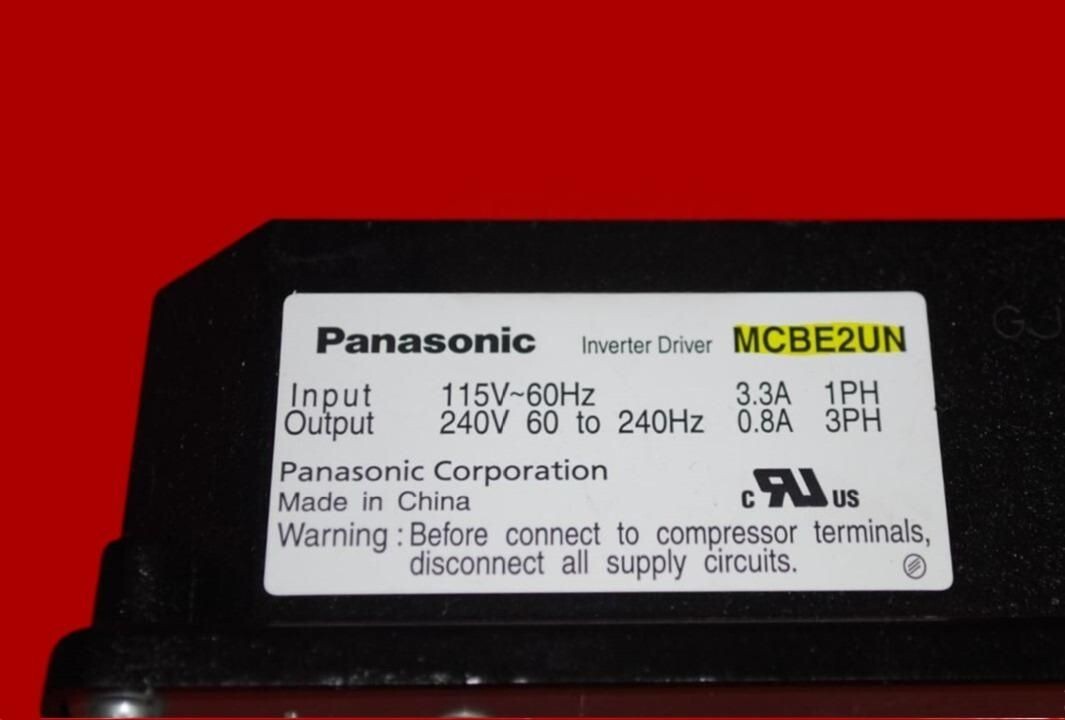 Panasonic Inverter Driver MCBE2UN
Input 115V~60Hz 3.3A 1PH
Output 240V 60 to 240Hz 0.8A 3PH
Panasonic Corporation
Made in China
c RU US
Warning : Before connect to compressor terminals,
disconnect all supply circuits.